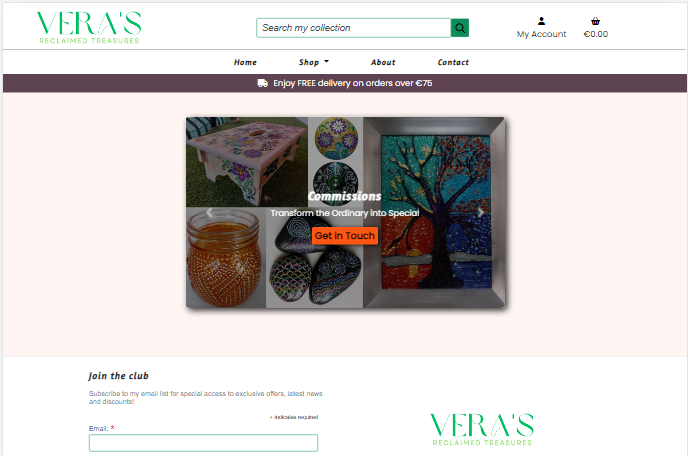 VERA'S
RECLAIMED TREASURES
Search my collection
My Account
€0.00
Home
Shop
About
Contact
Enjoy FREE delivery on orders over €75
Commissions
Transform the Ordinary into Special
Get in Touch
Join the club
Subscribe to my email list for special access to exclusive offers, latest news
and discounts!
* indicates required
Email: *
VERA'S
RECLAIMED TREASURES